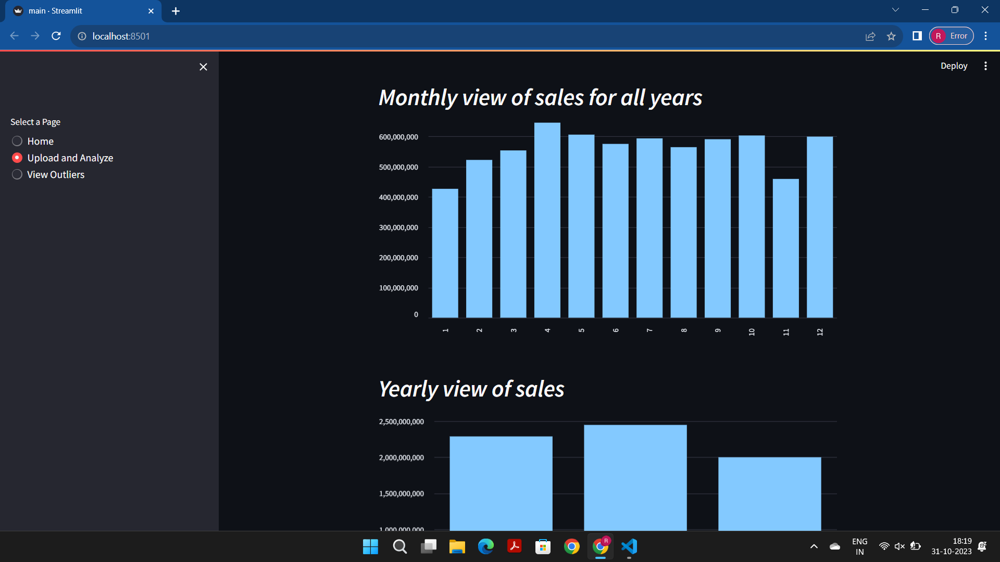 main · Streamlit
localhost:8501
R Error
Deploy
Select a Page
Home
Upload and Analyze
View Outliers
Monthly view of sales for all years
600,000,000
500,000,000
400,000,000
300,000,000
200,000,000
100,000,000
0
1 2 3 4 5 6 7 8 9 10 11 12
Yearly view of sales
2,500,000,000
2,000,000,000
1,500,000,000
1,000,000,000
R
ENG
IN
18:19
31-10-2023